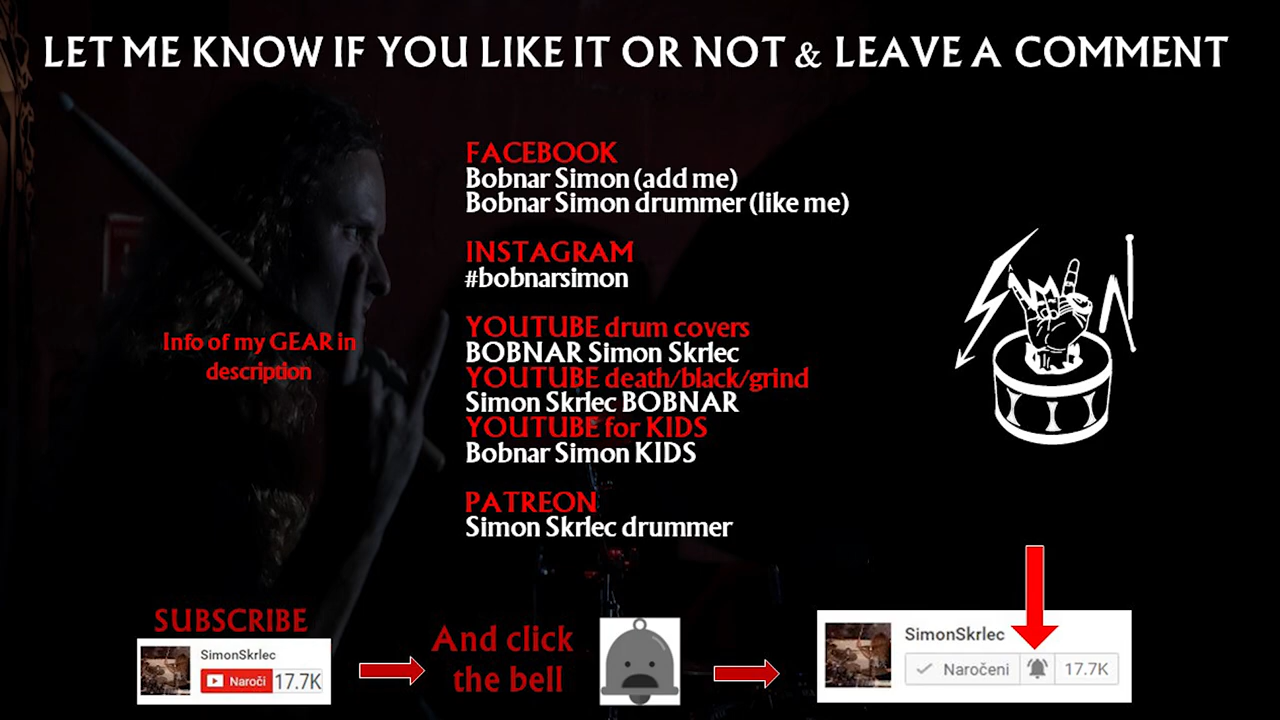 LET ME KNOW IF YOU LIKE IT OR NOT & LEAVE A COMMENT
FACEBOOK
Bobnar Simon (add me)
Bobnar Simon drummer (like me)
INSTAGRAM
#bobnarsimon
YOUTUBE drum covers
BOBNAR Simon Skrlec
YOUTUBE death/black/grind
Simon Skrlec BOBNAR
YOUTUBE for KIDS
Bobnar Simon KIDS
PATREON
Simon Skrlec drummer
Info of my GEAR in
description
SIMON
SUBSCRIBE
SimonSkrlec
Naroči 17.7K
And click
the bell
SimonSkrlec
Naročeni 17.7K